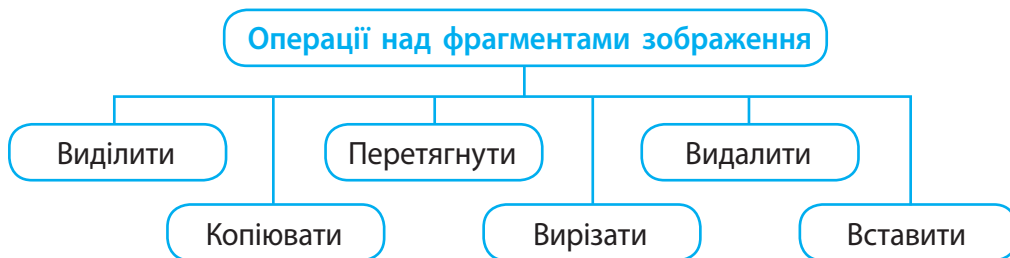 Операції над фрагментами зображення
Виділити
Перетягнути
Видалити
Копіювати
Вирізати
Вставити